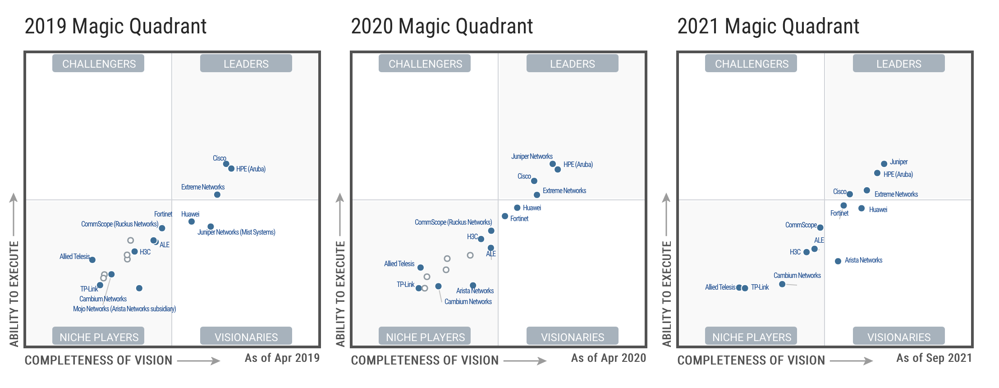 2019 Magic Quadrant
CHALLENGERS
LEADERS
Cisco
HPE (Aruba)
Extreme Networks
Fortinet
Huawei
CommScope (Ruckus Networks)
Juniper Networks (Mist Systems)
ALE
H3C
Allied Telesis
TP-Link
Cambium Networks
Mojo Networks (Arista Networks subsidiary)
NICHE PLAYERS
VISIONARIES
ABILITY TO EXECUTE
COMPLETENESS OF VISION
As of Apr 2019
2020 Magic Quadrant
CHALLENGERS
LEADERS
Juniper Networks
HPE (Aruba)
Cisco
Extreme Networks
Huawei
Fortinet
CommScope (Ruckus Networks)
H3C
ALE
Allied Telesis
TP-Link
Arista Networks
Cambium Networks
NICHE PLAYERS
VISIONARIES
ABILITY TO EXECUTE
COMPLETENESS OF VISION
As of Apr 2020
2021 Magic Quadrant
CHALLENGERS
LEADERS
Juniper
HPE (Aruba)
Cisco
Extreme Networks
Fortinet
Huawei
CommScope
ALE
H3C
Arista Networks
Cambium Networks
Allied Telesis
TP-Link
NICHE PLAYERS
VISIONARIES
ABILITY TO EXECUTE
COMPLETENESS OF VISION
As of Sep 2021